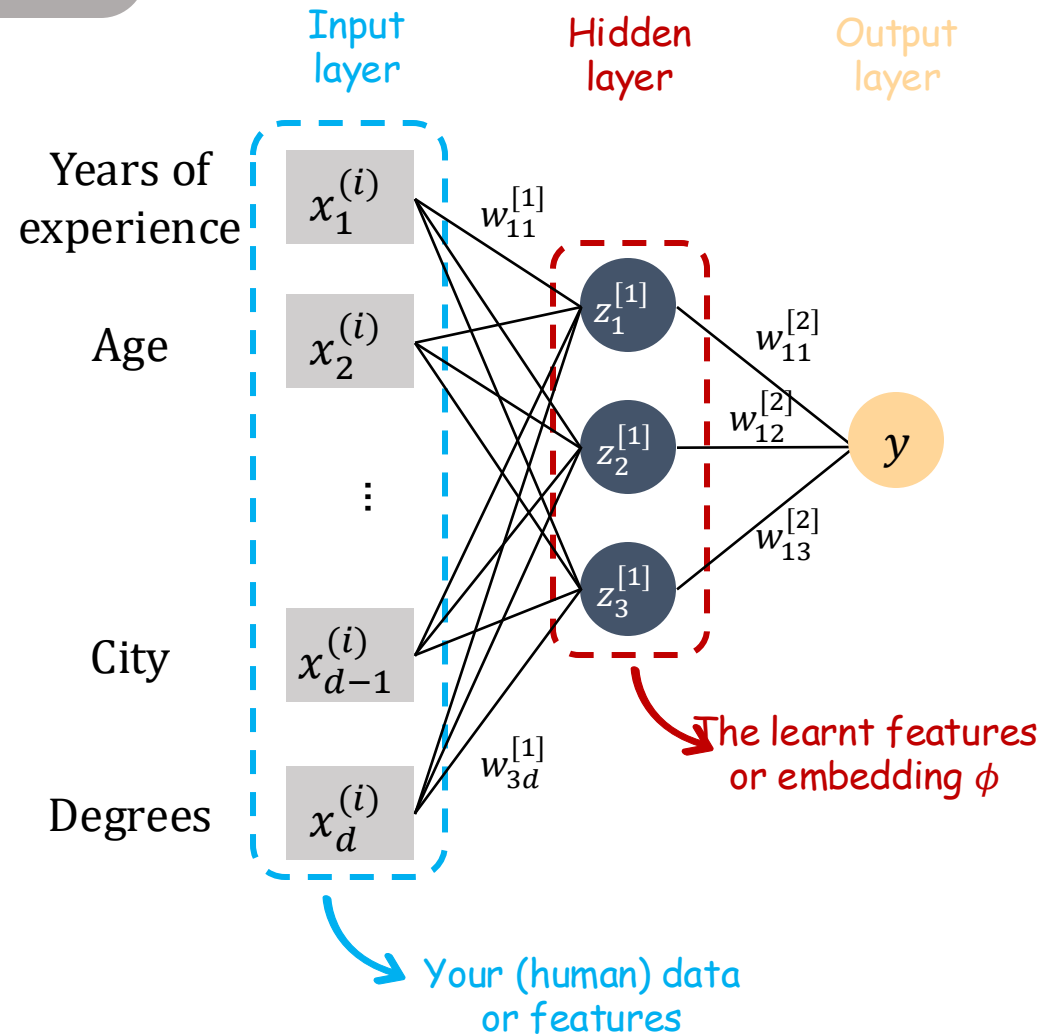 Input
layer
Hidden
layer
Output
layer
Years of
experience
x_1^{(i)}
w_{11}^{[1]}
z_1^{[1]}
w_{11}^{[2]}
Age
x_2^{(i)}
w_{12}^{[2]}
z_2^{[1]}
y
⋮
w_{13}^{[2]}
z_3^{[1]}
City
x_{d-1}^{(i)}
The learnt features
or embedding ϕ
w_{3d}^{[1]}
Degrees
x_d^{(i)}
Your (human) data
or features